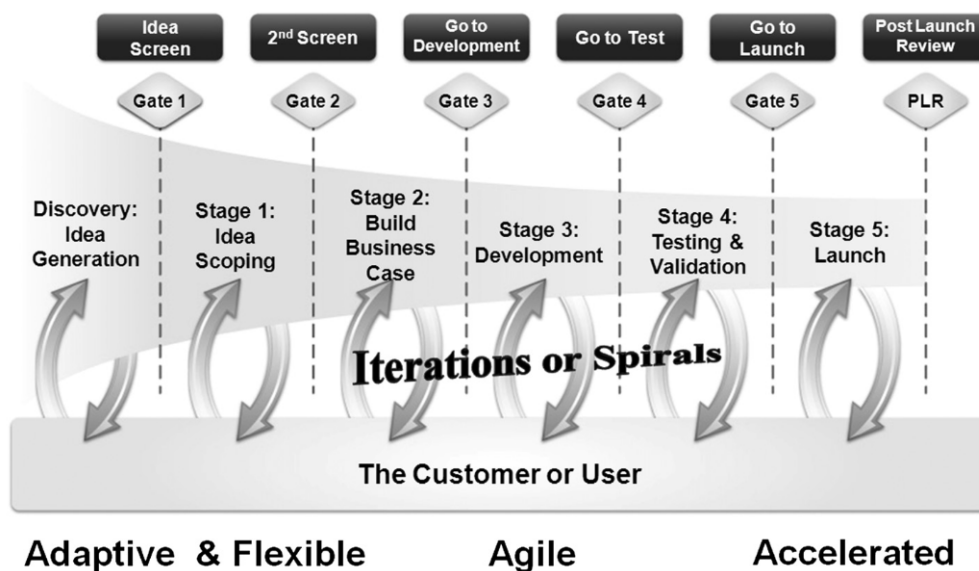 Idea
Screen
2nd Screen
Go to
Development
Go to Test
Go to
Launch
Post Launch
Review
Gate 1
Gate 2
Gate 3
Gate 4
Gate 5
PLR
Discovery:
Idea
Generation
Stage 1:
Idea
Scoping
Stage 2:
Build
Business
Case
Stage 3:
Development
Stage 4:
Testing &
Validation
Stage 5:
Launch
Iterations or Spirals
The Customer or User
Adaptive & Flexible
Agile
Accelerated